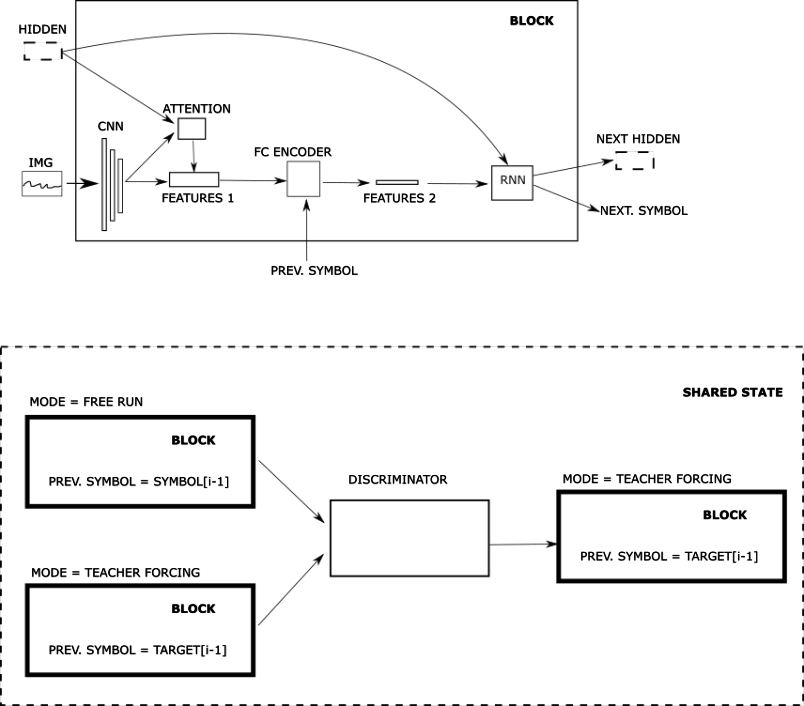 BLOCK
HIDDEN
ATTENTION
CNN
FC ENCODER
NEXT HIDDEN
IMG
RNN
FEATURES 1
FEATURES 2
NEXT. SYMBOL
PREV. SYMBOL
SHARED STATE
MODE = FREE RUN
BLOCK
PREV. SYMBOL = SYMBOL[i-1]
DISCRIMINATOR
MODE = TEACHER FORCING
BLOCK
PREV. SYMBOL = TARGET[i-1]
MODE = TEACHER FORCING
BLOCK
PREV. SYMBOL = TARGET[i-1]